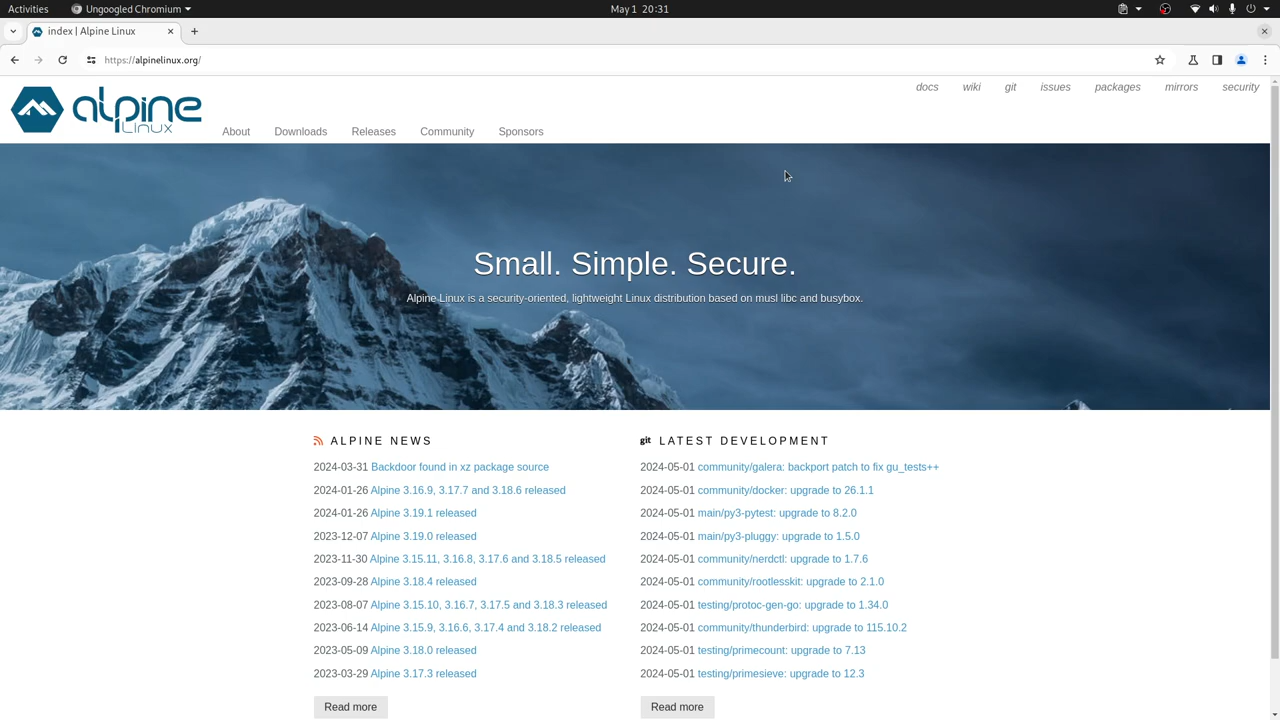 Activities
Ungoogled Chromium
May 1 20:31
index | Alpine Linux
https://alpinelinux.org/
docs wiki git issues packages mirrors security
alpine
Linux
About Downloads Releases Community Sponsors
Small. Simple. Secure.
Alpine Linux is a security-oriented, lightweight Linux distribution based on musl libc and busybox.
ALPINE NEWS
2024-03-31 Backdoor found in xz package source
2024-01-26 Alpine 3.16.9, 3.17.7 and 3.18.6 released
2024-01-26 Alpine 3.19.1 released
2023-12-07 Alpine 3.19.0 released
2023-11-30 Alpine 3.15.11, 3.16.8, 3.17.6 and 3.18.5 released
2023-09-28 Alpine 3.18.4 released
2023-08-07 Alpine 3.15.10, 3.16.7, 3.17.5 and 3.18.3 released
2023-06-14 Alpine 3.15.9, 3.16.6, 3.17.4 and 3.18.2 released
2023-05-09 Alpine 3.18.0 released
2023-03-29 Alpine 3.17.3 released
Read more
git LATEST DEVELOPMENT
2024-05-01 community/galera: backport patch to fix gu_tests++
2024-05-01 community/docker: upgrade to 26.1.1
2024-05-01 main/py3-pytest: upgrade to 8.2.0
2024-05-01 main/py3-pluggy: upgrade to 1.5.0
2024-05-01 community/nerdctl: upgrade to 1.7.6
2024-05-01 community/rootlesskit: upgrade to 2.1.0
2024-05-01 testing/protoc-gen-go: upgrade to 1.34.0
2024-05-01 community/thunderbird: upgrade to 115.10.2
2024-05-01 testing/primecount: upgrade to 7.13
2024-05-01 testing/primesieve: upgrade to 12.3
Read more